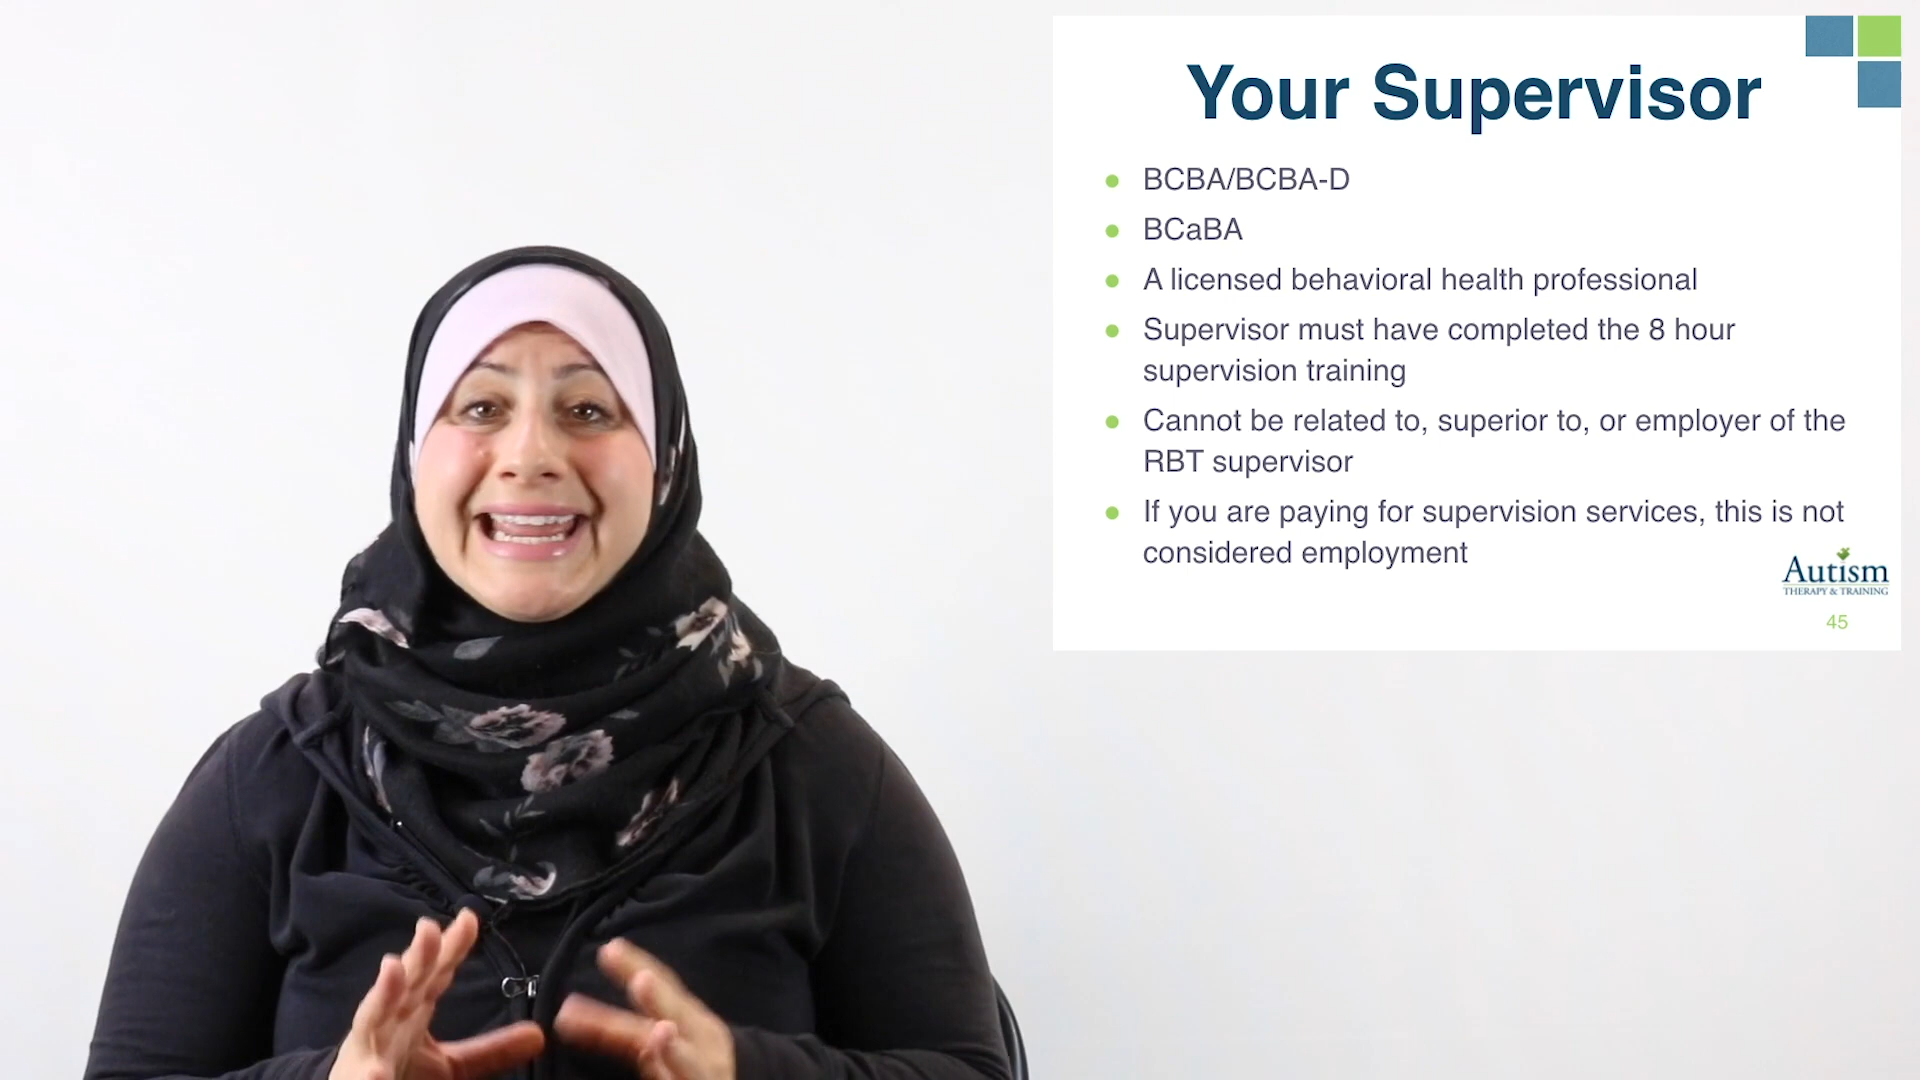 Your Supervisor
BCBA/BCBA-D
BCaBA
A licensed behavioral health professional
Supervisor must have completed the 8 hour
supervision training
Cannot be related to, superior to, or employer of the
RBT supervisor
If you are paying for supervision services, this is not
considered employment
Autism
THERAPY & TRAINING
45